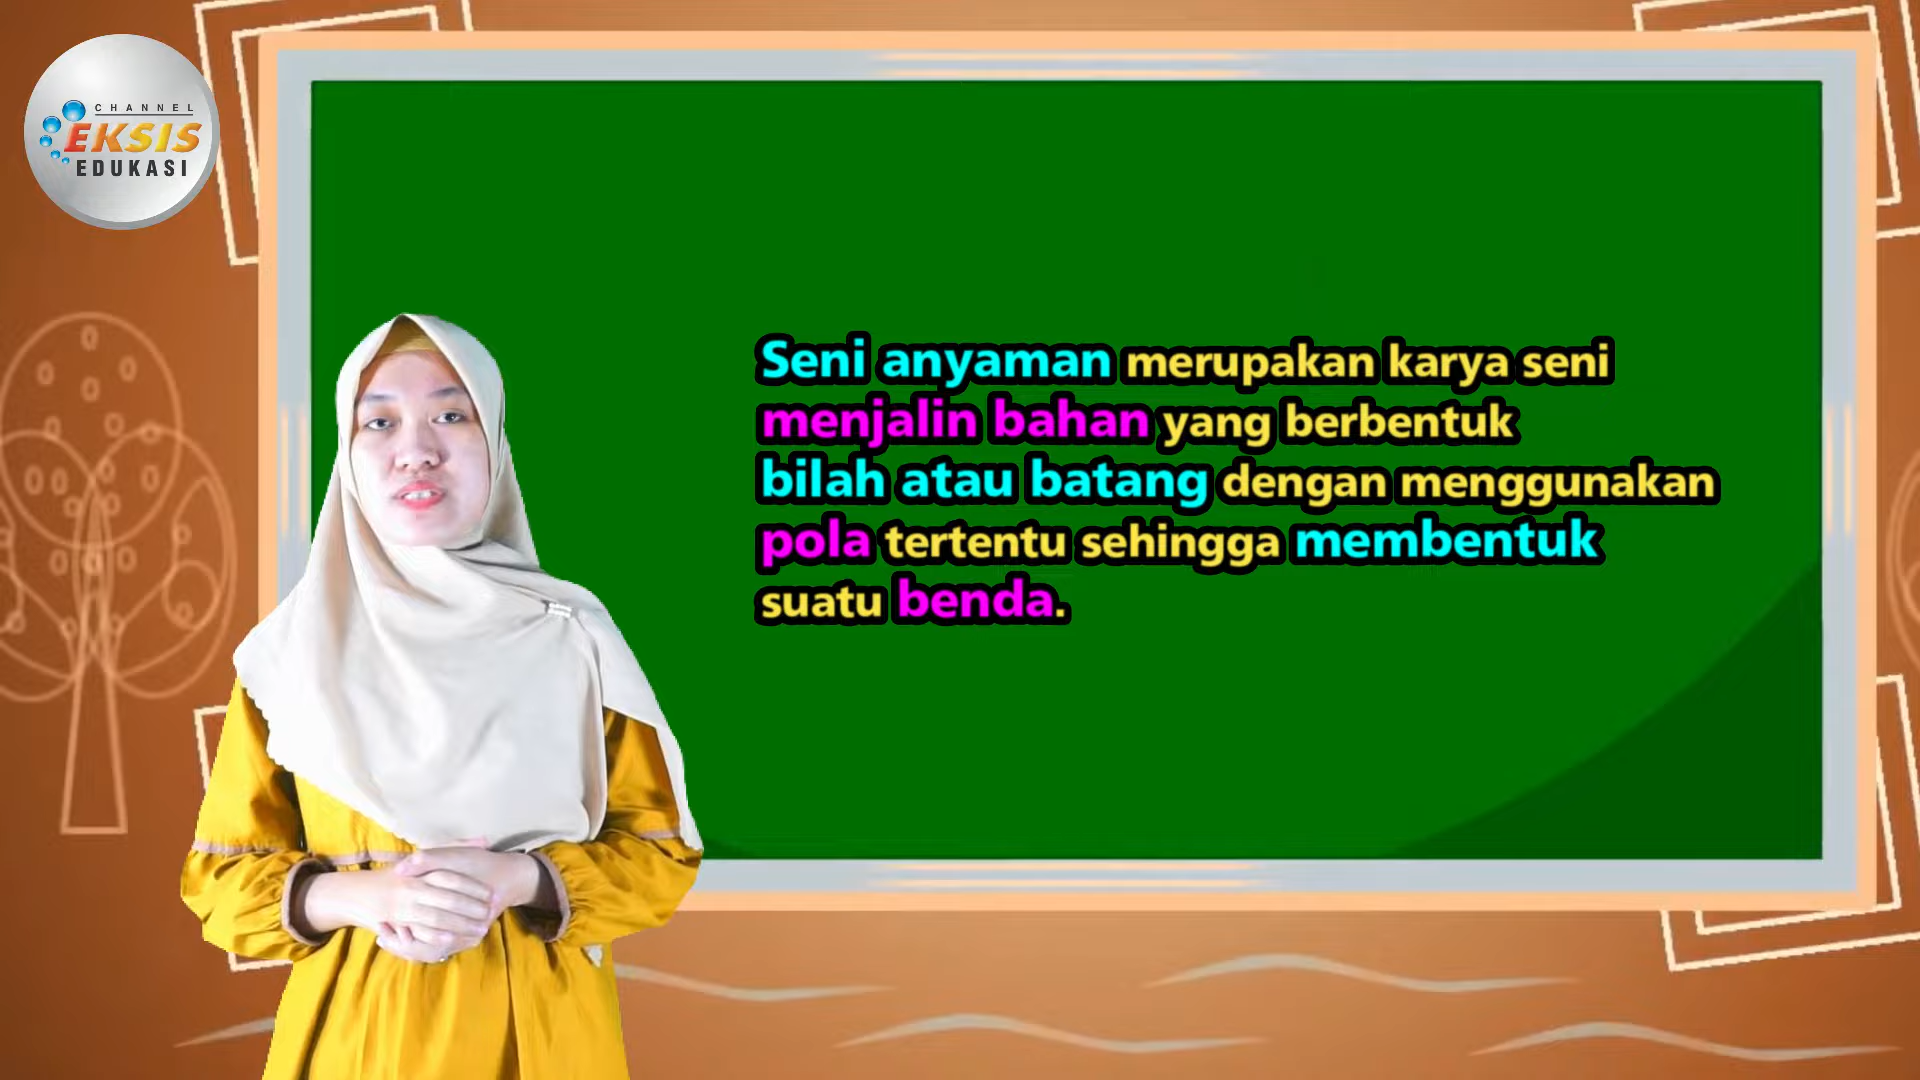 CHANNEL
EKSIS
EDUKASI
Seni anyaman merupakan karya seni
menjalin bahan yang berbentuk
bilah atau batang dengan menggunakan
pola tertentu sehingga membentuk
suatu benda.